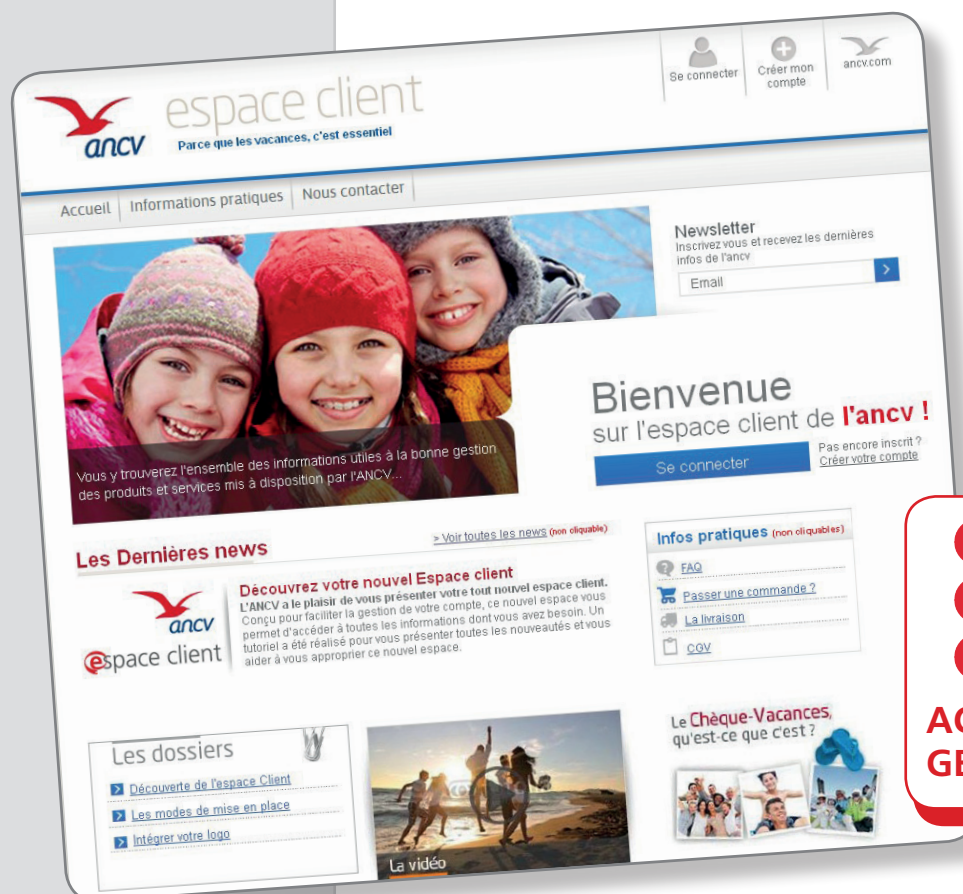 ancv
espace client
Parce que les vacances, c'est essentiel
Se connecter
Créer mon
compte
ancv.com
Accueil
Informations pratiques
Nous contacter
Newsletter
Inscrivez vous et recevez les dernières
infos de l'ancv
Email
Vous y trouverez l'ensemble des informations utiles à la bonne gestion
des produits et services mis à disposition par l'ANCV...
Bienvenue
sur l'espace client de l'ancv !
Se connecter
Pas encore inscrit ?
Créer votre compte
Les Dernières news
> Voir toutes les news (non cliquable)
ancv
espace client
Découvrez votre nouvel Espace client
L'ANCV a le plaisir de vous présenter votre tout nouvel espace client.
Conçu pour faciliter la gestion de votre compte, ce nouvel espace vous
permet d'accéder à toutes les informations dont vous avez besoin. Un
tutoriel a été réalisé pour vous présenter toutes les nouveautés et vous
aider à vous approprier ce nouvel espace.
Infos pratiques (non cliquables)
FAQ
Passer une commande ?
La livraison
CGV
Les dossiers
Découverte de l'espace Client
Les modes de mise en place
Intégrer votre logo
La vidéo
Le Chèque-Vacances,
qu'est-ce que c'est ?